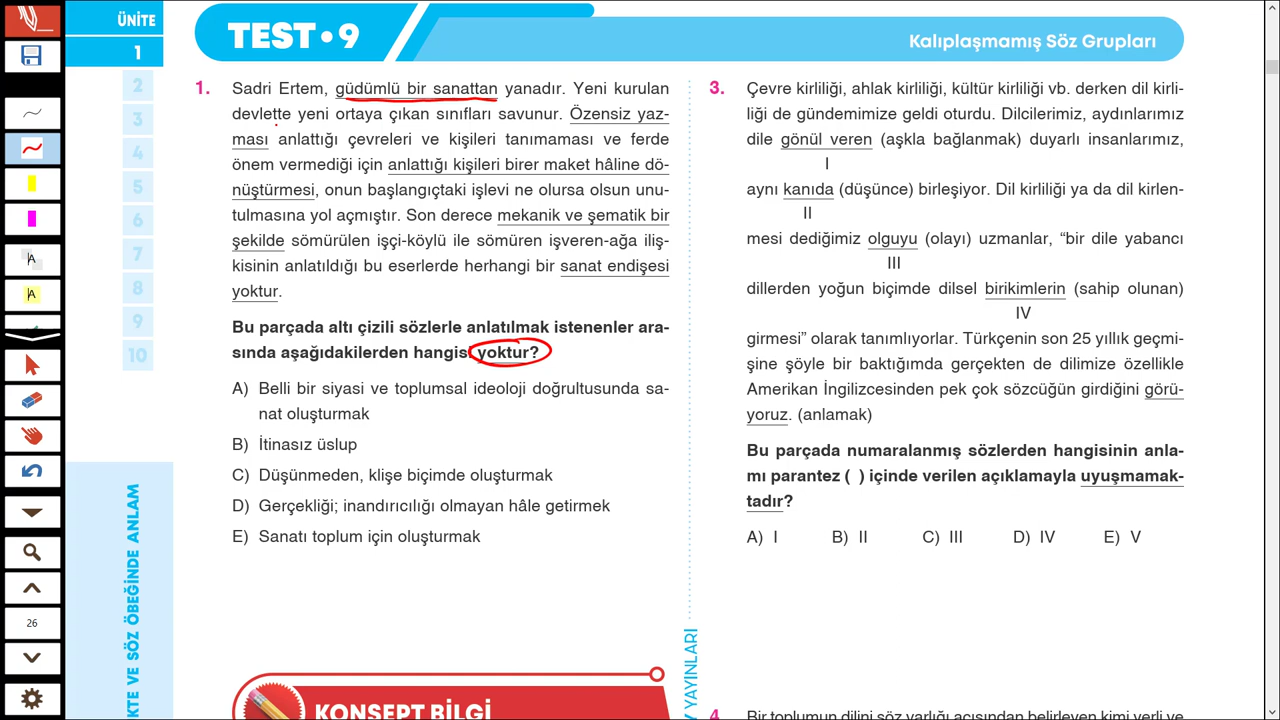 ÜNİTE
1
2
3
4
5
6
7
8
9
10
A
A
26
KTE VE SÖZ ÖBEĞİNDE ANLAM
TEST • 9
Kalıplaşmamış Söz Grupları
1. Sadri Ertem, güdümlü bir sanattan yanadır. Yeni kurulan
devlette yeni ortaya çıkan sınıfları savunur. Özensiz yaz-
ması anlattığı çevreleri ve kişileri tanımaması ve ferde
önem vermediği için anlattığı kişileri birer maket hâline dö-
nüştürmesi, onun başlangıçtaki işlevi ne olursa olsun unu-
tulmasına yol açmıştır. Son derece mekanik ve şematik bir
şekilde sömürülen işçi-köylü ile sömüren işveren-ağa iliş-
kisinin anlatıldığı bu eserlerde herhangi bir sanat endişesi
yoktur.
Bu parçada altı çizili sözlerle anlatılmak istenenler ara-
sında aşağıdakilerden hangisi yoktur?
A) Belli bir siyasi ve toplumsal ideoloji doğrultusunda sa-
nat oluşturmak
B) İtinasız üslup
C) Düşünmeden, klişe biçimde oluşturmak
D) Gerçekliği; inandırıcılığı olmayan hâle getirmek
E) Sanatı toplum için oluşturmak
KONSEPT BİLGİ
Y YAYINLARI
3. Çevre kirliliği, ahlak kirliliği, kültür kirliliği vb. derken dil kirli-
liği de gündemimize geldi oturdu. Dilcilerimiz, aydınlarımız
dile gönül veren (aşkla bağlanmak) duyarlı insanlarımız,
I
aynı kanıda (düşünce) birleşiyor. Dil kirliliği ya da dil kirlen-
II
mesi dediğimiz olguyu (olayı) uzmanlar, “bir dile yabancı
III
dillerden yoğun biçimde dilsel birikimlerin (sahip olunan)
IV
girmesi” olarak tanımlıyorlar. Türkçenin son 25 yıllık geçmi-
şine şöyle bir baktığımda gerçekten de dilimize özellikle
Amerikan İngilizcesinden pek çok sözcüğün girdiğini görü-
yoruz. (anlamak)
Bu parçada numaralanmış sözlerden hangisinin anla-
mı parantez ( ) içinde verilen açıklamayla uyuşmamak-
tadır?
A) I B) II C) III D) IV E) V
4. Bir toplumun dilini söz varlığı açısından belirleyen kimi yerli ve